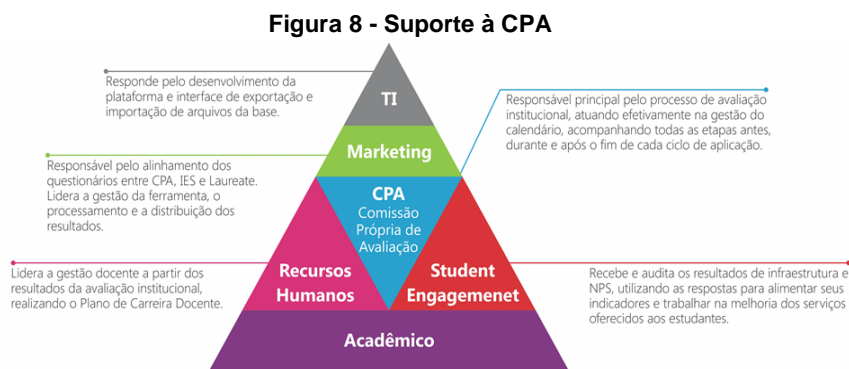 Figura 8 - Suporte à CPA
Responde pelo desenvolvimento da
plataforma e interface de exportação e
importação de arquivos da base.
TI
Responsável principal pelo processo de avaliação
institucional, atuando efetivamente na gestão do
calendário, acompanhando todas as etapas antes,
durante e após o fim de cada ciclo de aplicação.
Marketing
Responsável pelo alinhamento dos
questionários entre CPA, IES e Laureate.
Lidera a gestão da ferramenta, o
processamento e a distribuição dos
resultados.
CPA
Comissão
Própria de
Avaliação
Lidera a gestão docente a partir dos
resultados da avaliação institucional,
realizando o Plano de Carreira Docente.
Recursos
Humanos
Student
Engagemenet
Recebe e audita os resultados de infraestrutura e
NPS, utilizando as respostas para alimentar seus
indicadores e trabalhar na melhoria dos serviços
oferecidos aos estudantes.
Acadêmico